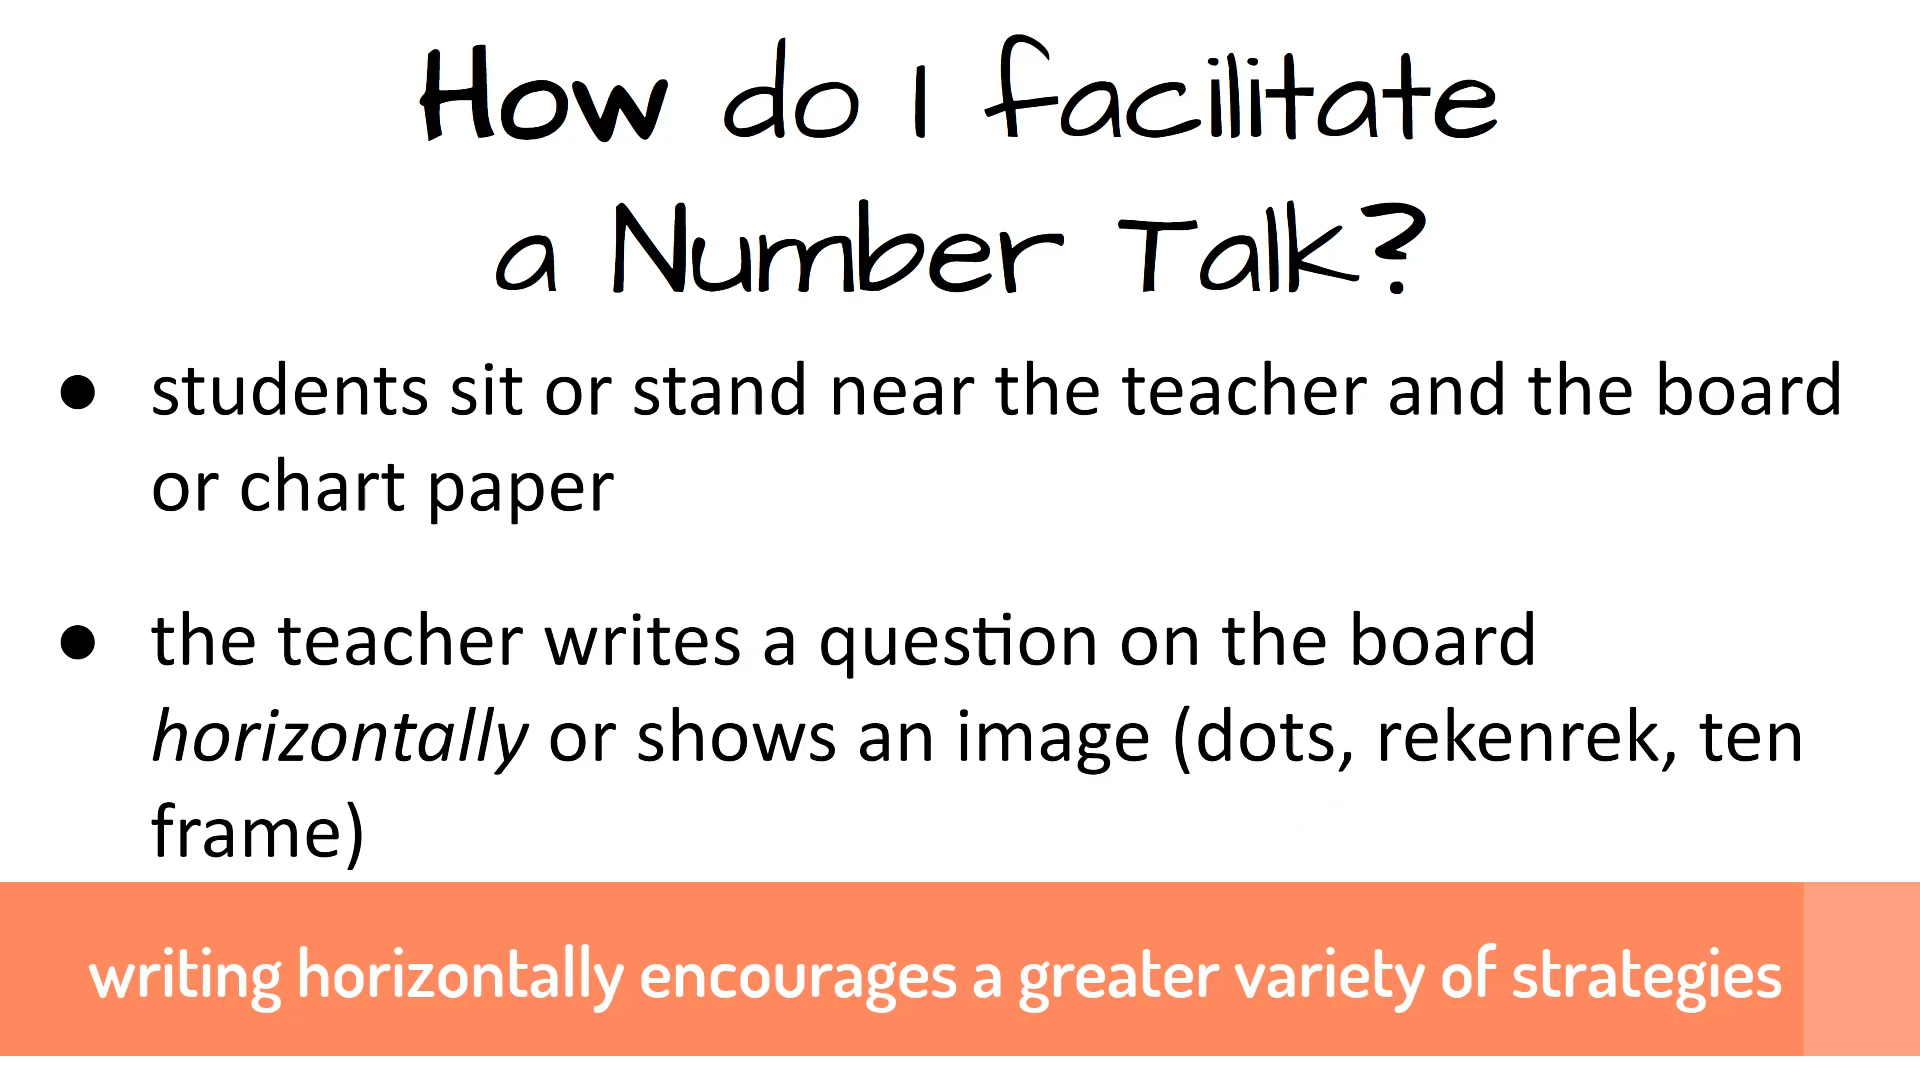 How do I facilitate
a Number Talk?
● students sit or stand near the teacher and the board
or chart paper
● the teacher writes a question on the board
horizontally or shows an image (dots, rekenrek, ten
frame)
writing horizontally encourages a greater variety of strategies